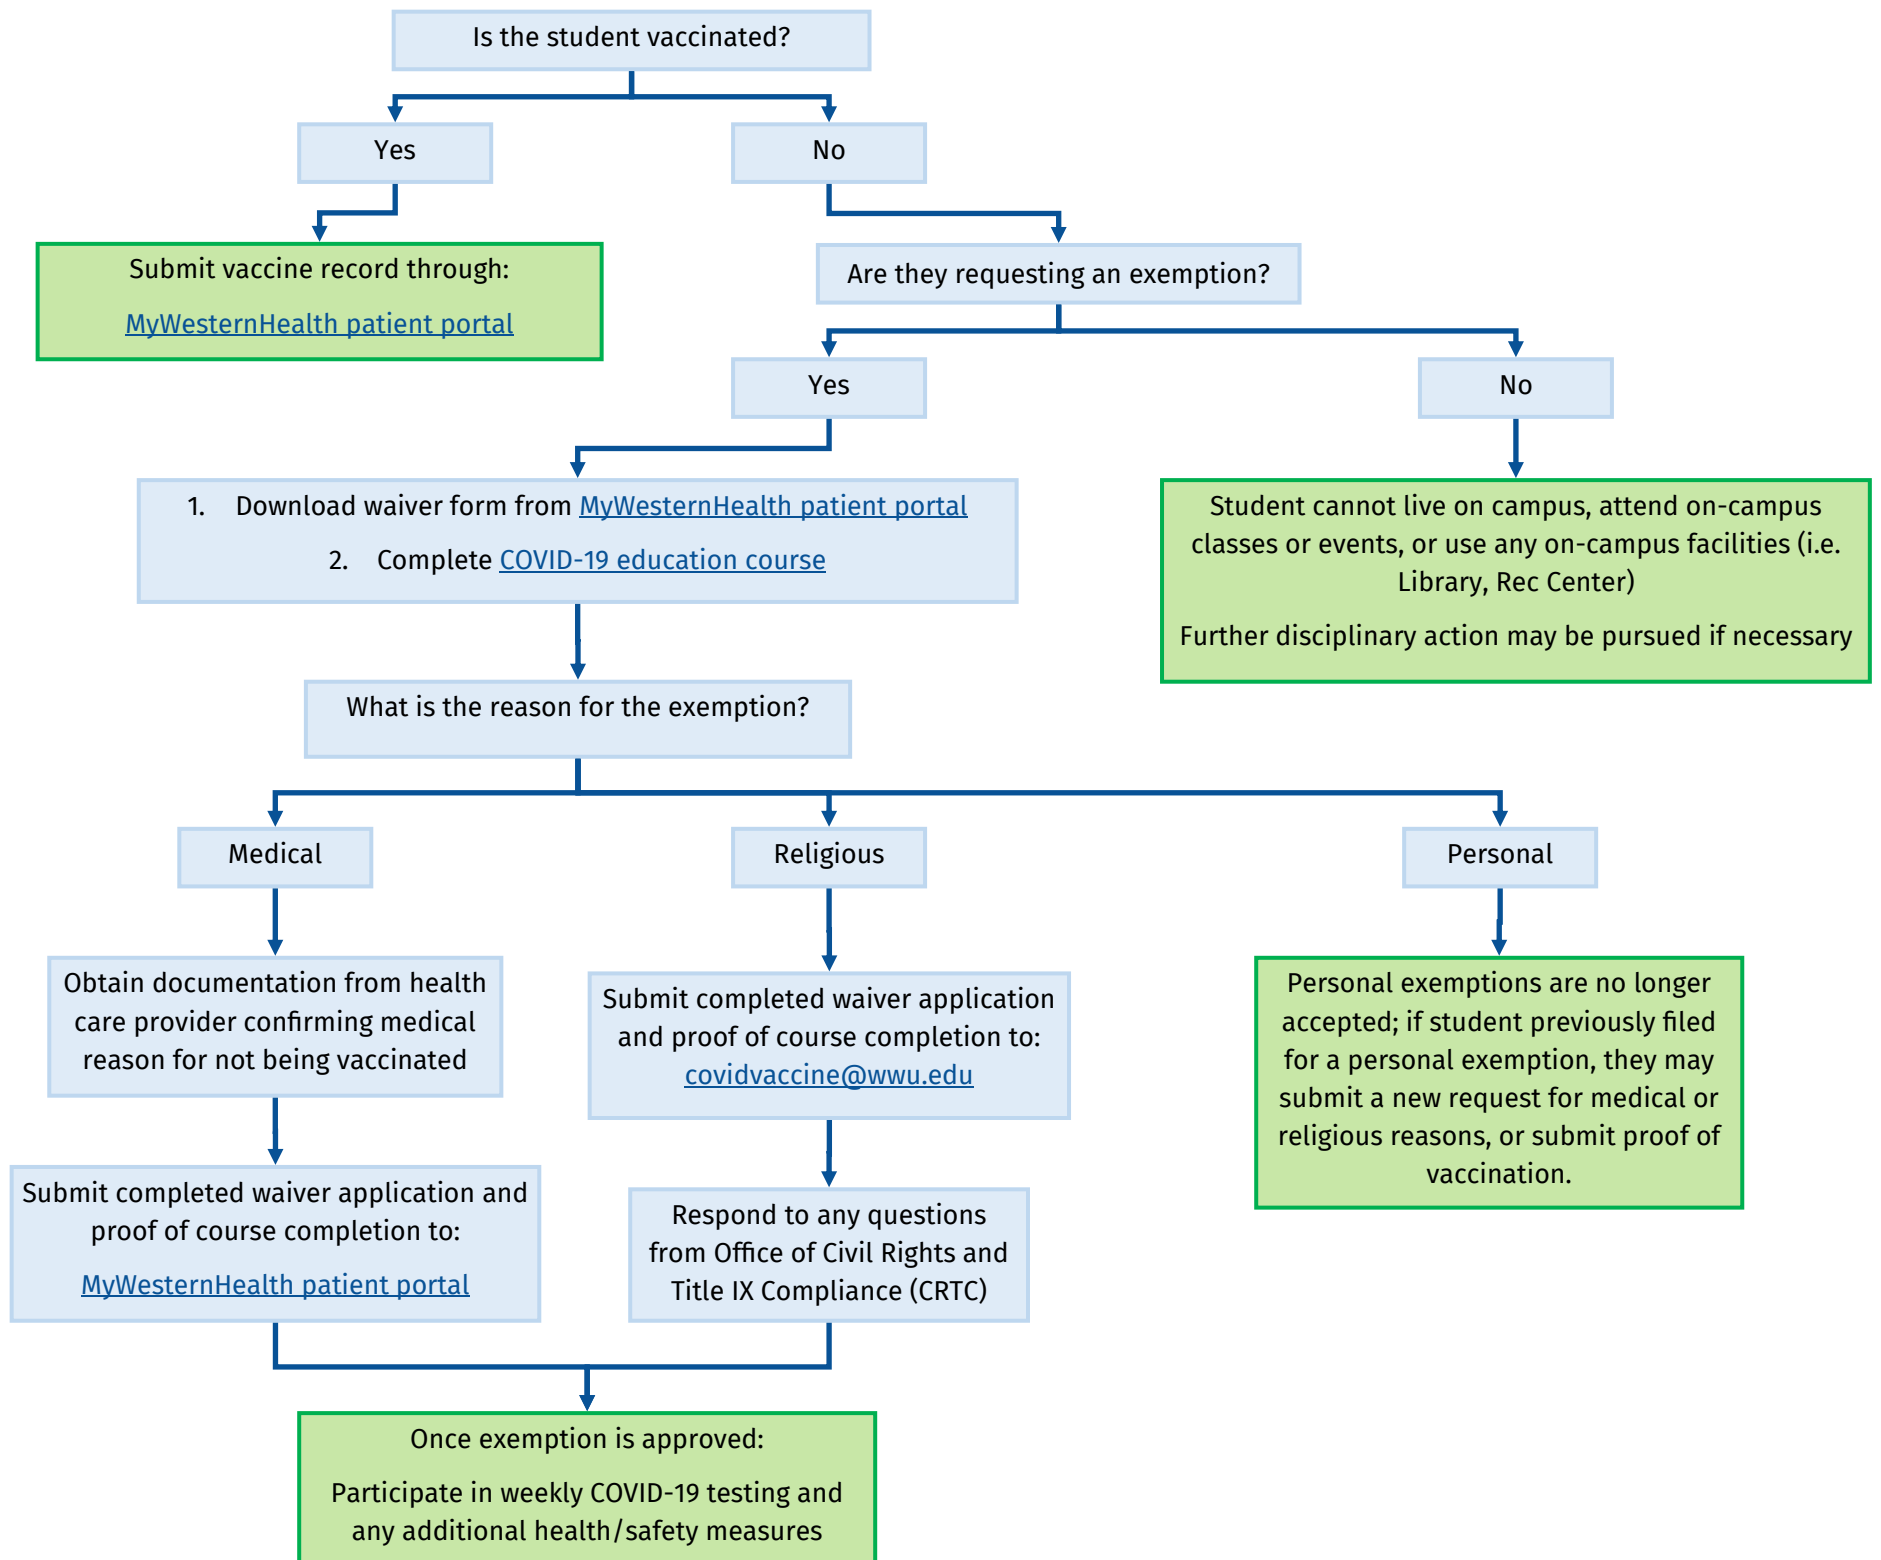 Is the student vaccinated?
Yes
No
Submit vaccine record through:
MyWesternHealth patient portal
Are they requesting an exemption?
Yes
No
1. Download waiver form from MyWesternHealth patient portal
2. Complete COVID-19 education course
Student cannot live on campus, attend on-campus
classes or events, or use any on-campus facilities (i.e.
Library, Rec Center)
Further disciplinary action may be pursued if necessary
What is the reason for the exemption?
Medical
Religious
Personal
Obtain documentation from health
care provider confirming medical
reason for not being vaccinated
Submit completed waiver application
and proof of course completion to:
covidvaccine@wwu.edu
Personal exemptions are no longer
accepted; if student previously filed
for a personal exemption, they may
submit a new request for medical or
religious reasons, or submit proof of
vaccination.
Submit completed waiver application and
proof of course completion to:
MyWesternHealth patient portal
Respond to any questions
from Office of Civil Rights and
Title IX Compliance (CRTC)
Once exemption is approved:
Participate in weekly COVID-19 testing and
any additional health/safety measures